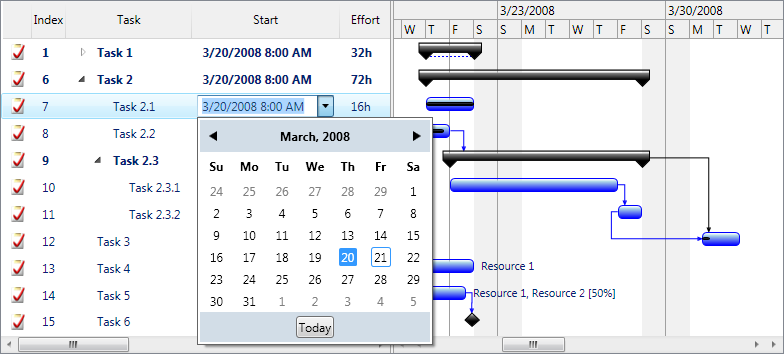 Index Task Start Effort 3/23/2008 3/30/2008
W T F S S M T W T F S S M T W T
1 Task 1 3/20/2008 8:00 AM 32h
6 Task 2 3/20/2008 8:00 AM 72h
7 Task 2.1 3/20/2008 8:00 AM 16h
8 Task 2.2
9 Task 2.3
10 Task 2.3.1
11 Task 2.3.2
12 Task 3
13 Task 4 Resource 1
14 Task 5 Resource 1, Resource 2 [50%]
15 Task 6
March, 2008
Su Mo Tu We Th Fr Sa
24 25 26 27 28 29 1
2 3 4 5 6 7 8
9 10 11 12 13 14 15
16 17 18 19 20 21 22
23 24 25 26 27 28 29
30 31 1 2 3 4 5
Today